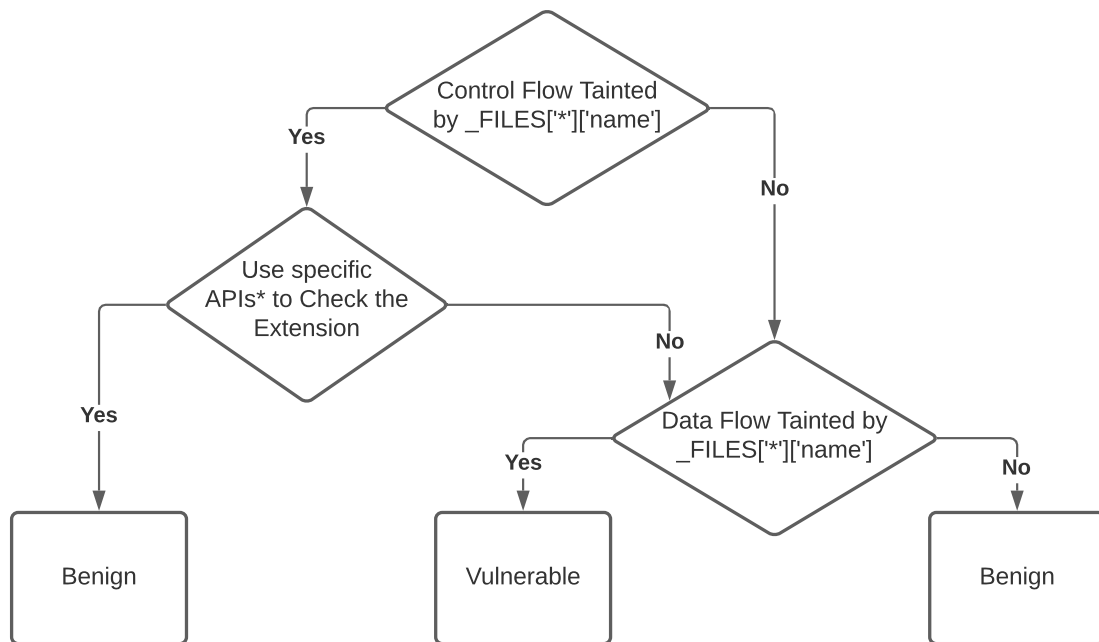 Control Flow Tainted
by _FILES['*']['name']
Yes
No
Use specific
APIs* to Check the
Extension
No
Yes
Data Flow Tainted by
_FILES['*']['name']
Yes
No
Benign
Vulnerable
Benign